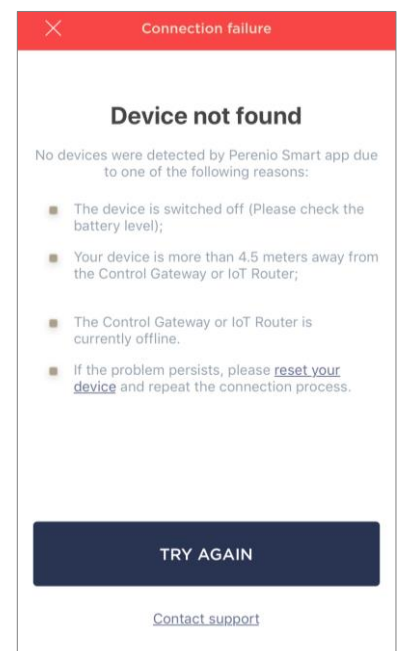 Connection failure
Device not found
No devices were detected by Perenio Smart app due
to one of the following reasons:
The device is switched off (Please check the
battery level);
Your device is more than 4.5 meters away from
the Control Gateway or IoT Router;
The Control Gateway or IoT Router is
currently offline.
If the problem persists, please reset your
device and repeat the connection process.
TRY AGAIN
Contact support